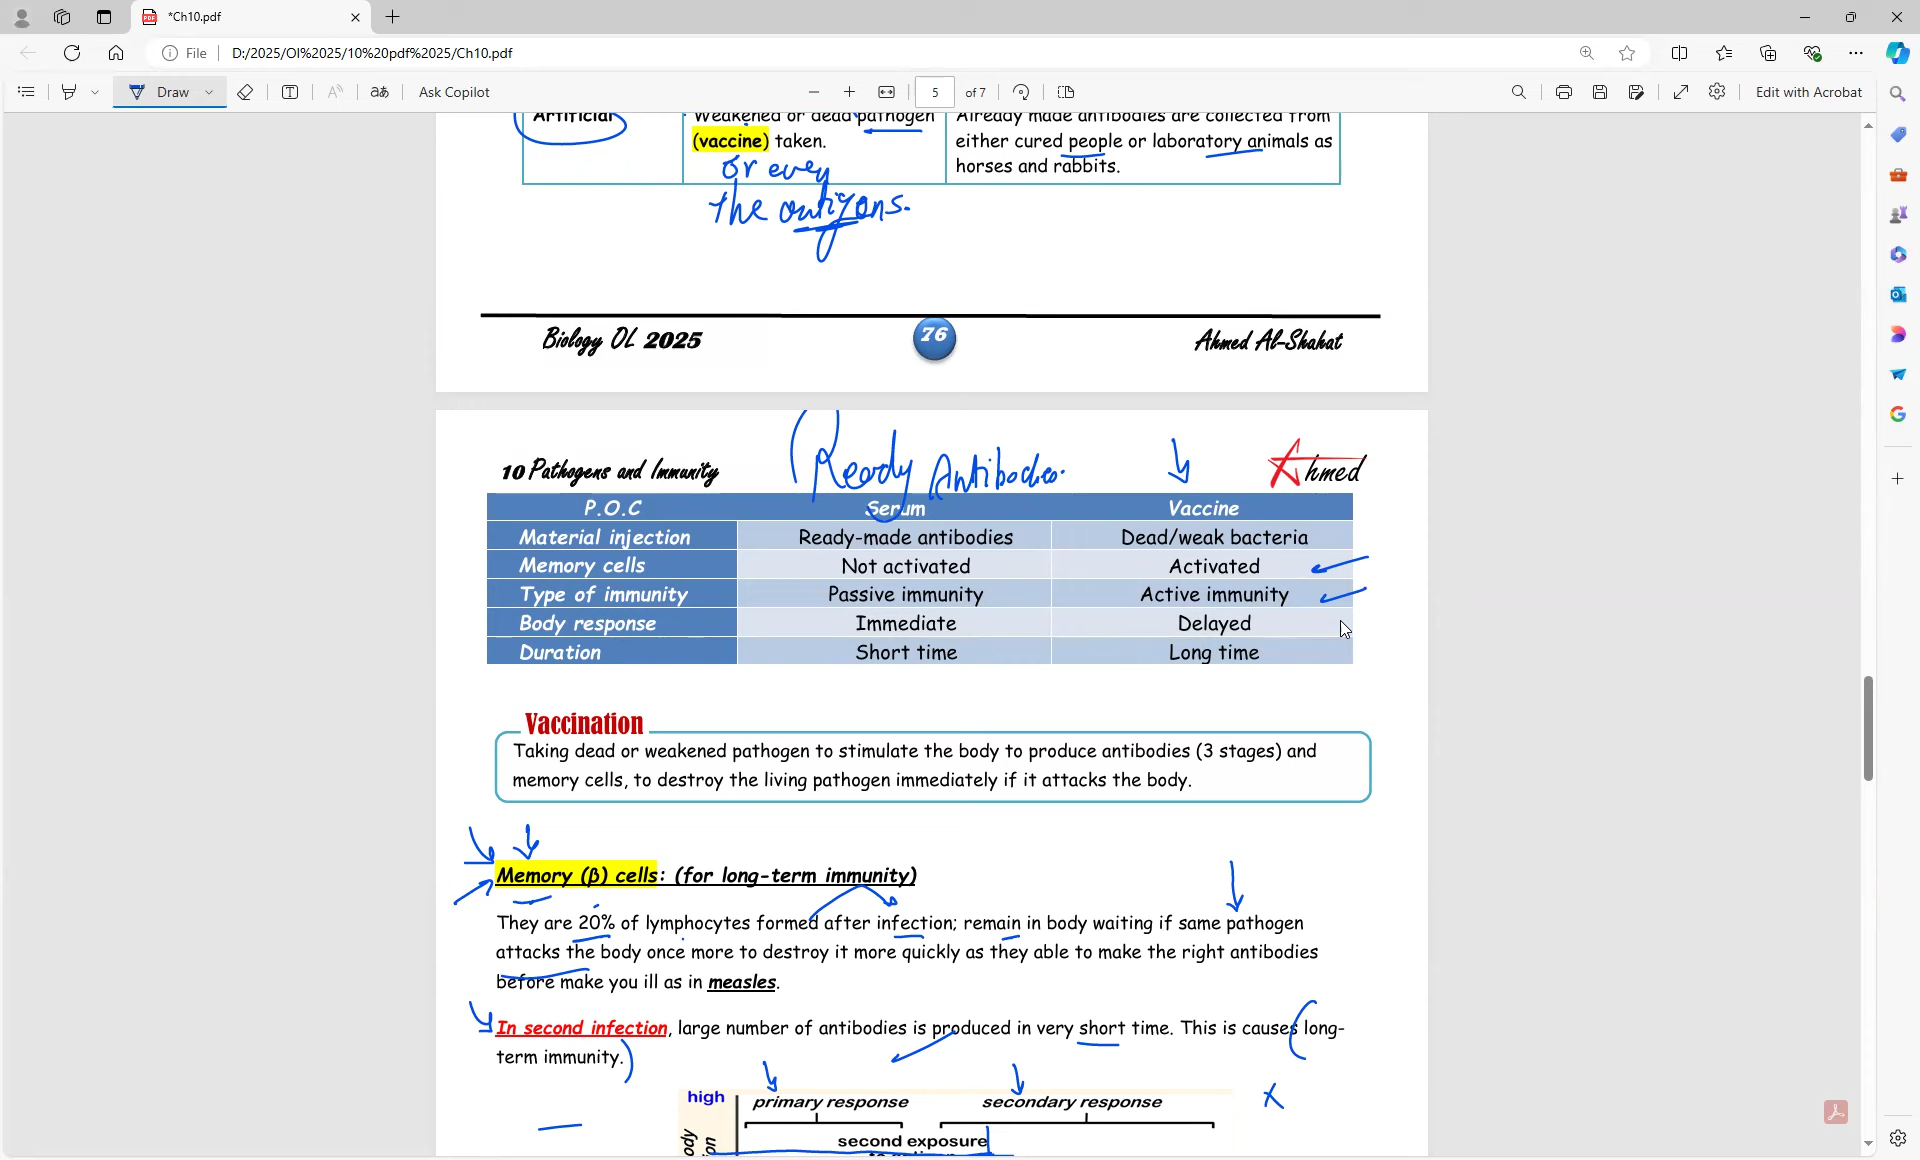 *Ch10.pdf
File
D:/2025/Ol%2025/10%20pdf%2025/Ch10.pdf
Draw
aあ
Ask Copilot
5
of 7
Edit with Acrobat
Artificial
Weakened or dead pathogen
(vaccine) taken.
Already made antibodies are collected from
either cured people or laboratory animals as
horses and rabbits.
or even
the antigens.
Biology OL 2025
76
Ahmed Al-Shahat
10 Pathogens and Immunity
Ready Antibodies.
Ahmed
P.O.C Serum Vaccine
Material injection Ready-made antibodies Dead/weak bacteria
Memory cells Not activated Activated
Type of immunity Passive immunity Active immunity
Body response Immediate Delayed
Duration Short time Long time
Vaccination
Taking dead or weakened pathogen to stimulate the body to produce antibodies (3 stages) and
memory cells, to destroy the living pathogen immediately if it attacks the body.
Memory (β) cells: (for long-term immunity)
They are 20% of lymphocytes formed after infection; remain in body waiting if same pathogen
attacks the body once more to destroy it more quickly as they able to make the right antibodies
before make you ill as in measles.
In second infection, large number of antibodies is produced in very short time. This is causes long-
term immunity.
high
primary response secondary response
second exposure